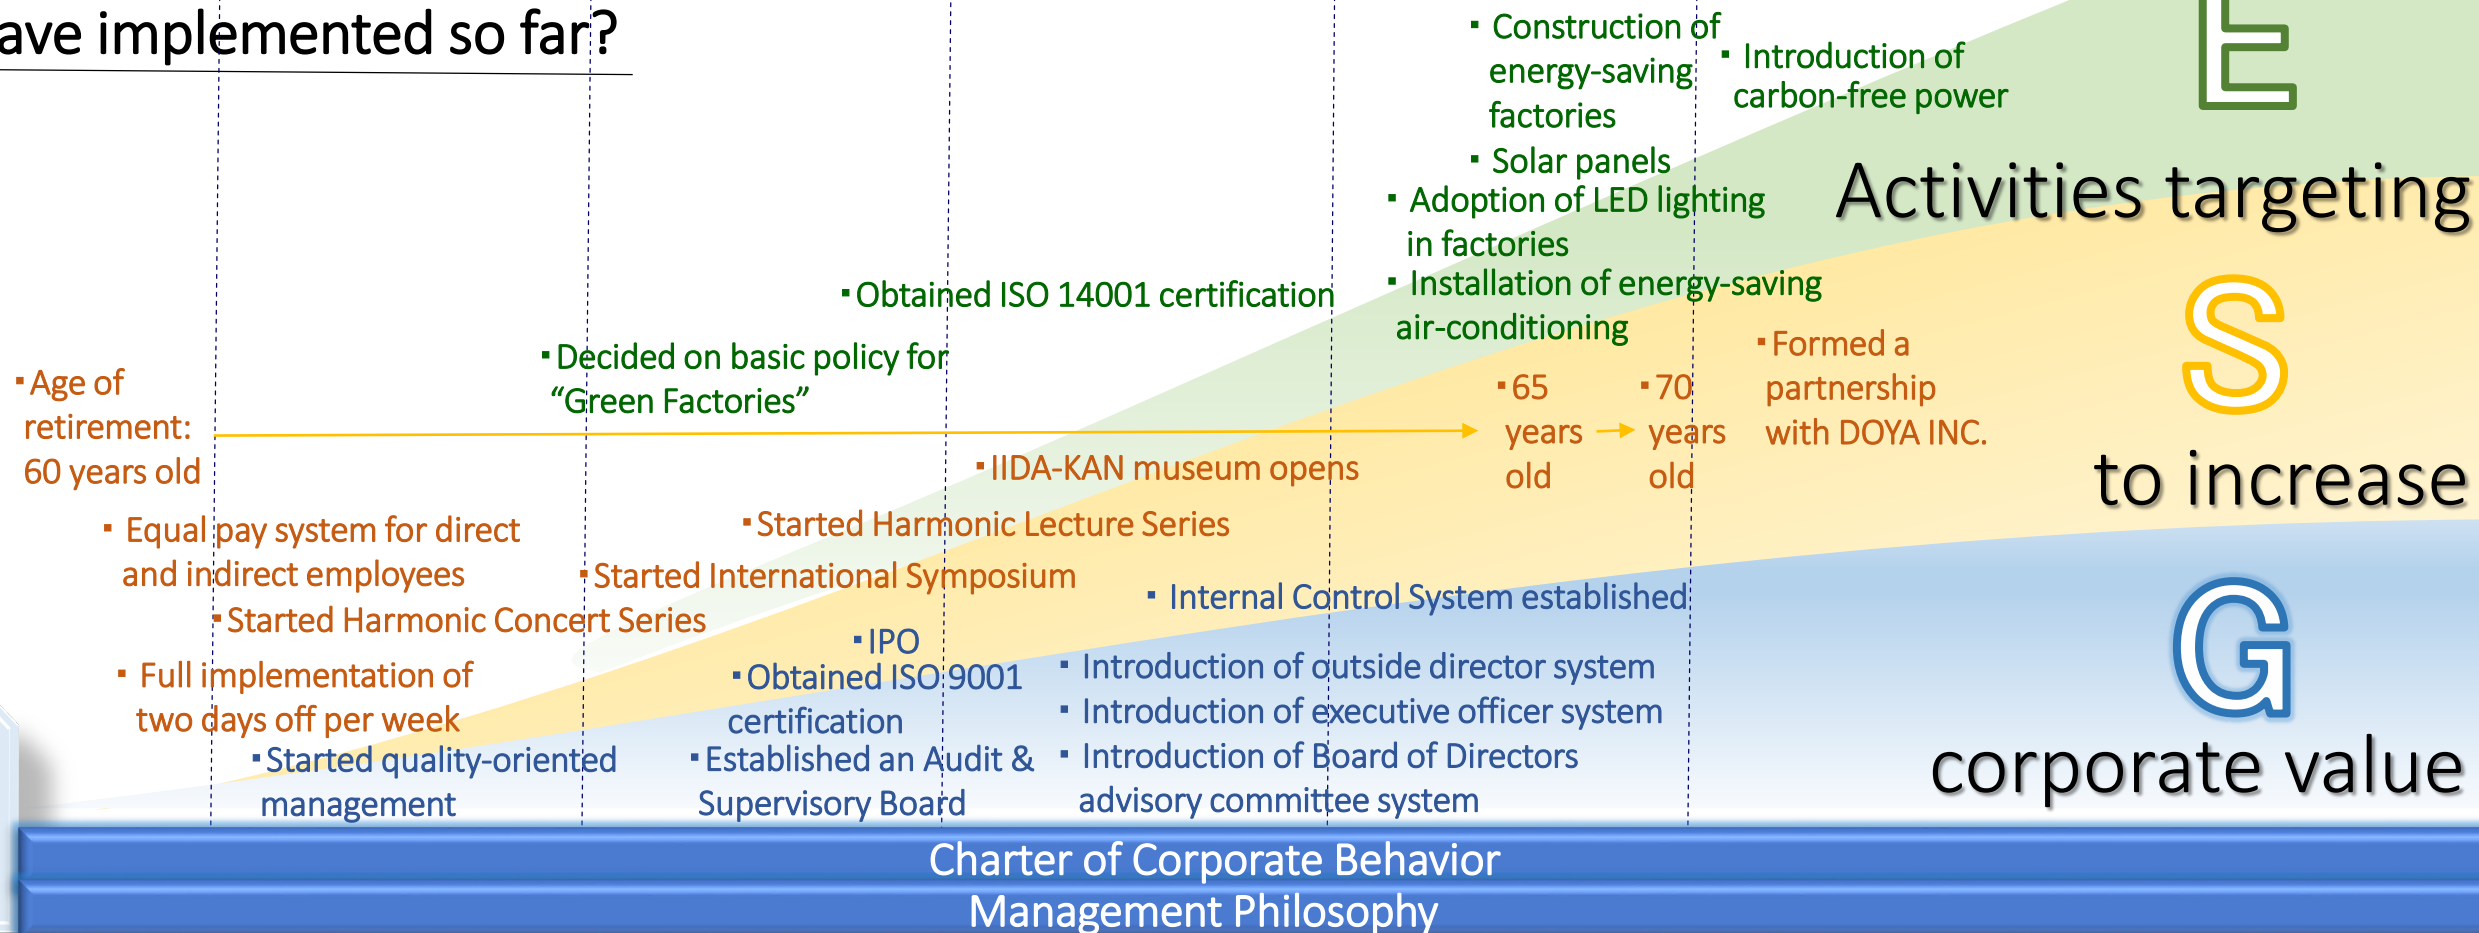 ave implemented so far?
▪ Construction of
energy-saving
factories
▪ Solar panels
▪ Introduction of
carbon-free power
E
▪ Adoption of LED lighting
in factories
▪ Installation of energy-saving
air-conditioning
Activities targeting
▪Obtained ISO 14001 certification
▪Decided on basic policy for
“Green Factories”
▪Age of
retirement:
60 years old
▪65
years
old
▪70
years
old
▪Formed a
partnership
with DOYA INC.
S
▪IIDA-KAN museum opens
to increase
▪ Equal pay system for direct
and indirect employees
▪Started Harmonic Lecture Series
▪Started International Symposium
▪Started Harmonic Concert Series
▪ Full implementation of
two days off per week
▪ Internal Control System established
▪IPO
▪Obtained ISO 9001
certification
▪ Introduction of outside director system
▪ Introduction of executive officer system
▪ Introduction of Board of Directors
advisory committee system
G
▪Started quality-oriented
management
▪Established an Audit &
Supervisory Board
corporate value
Charter of Corporate Behavior
Management Philosophy